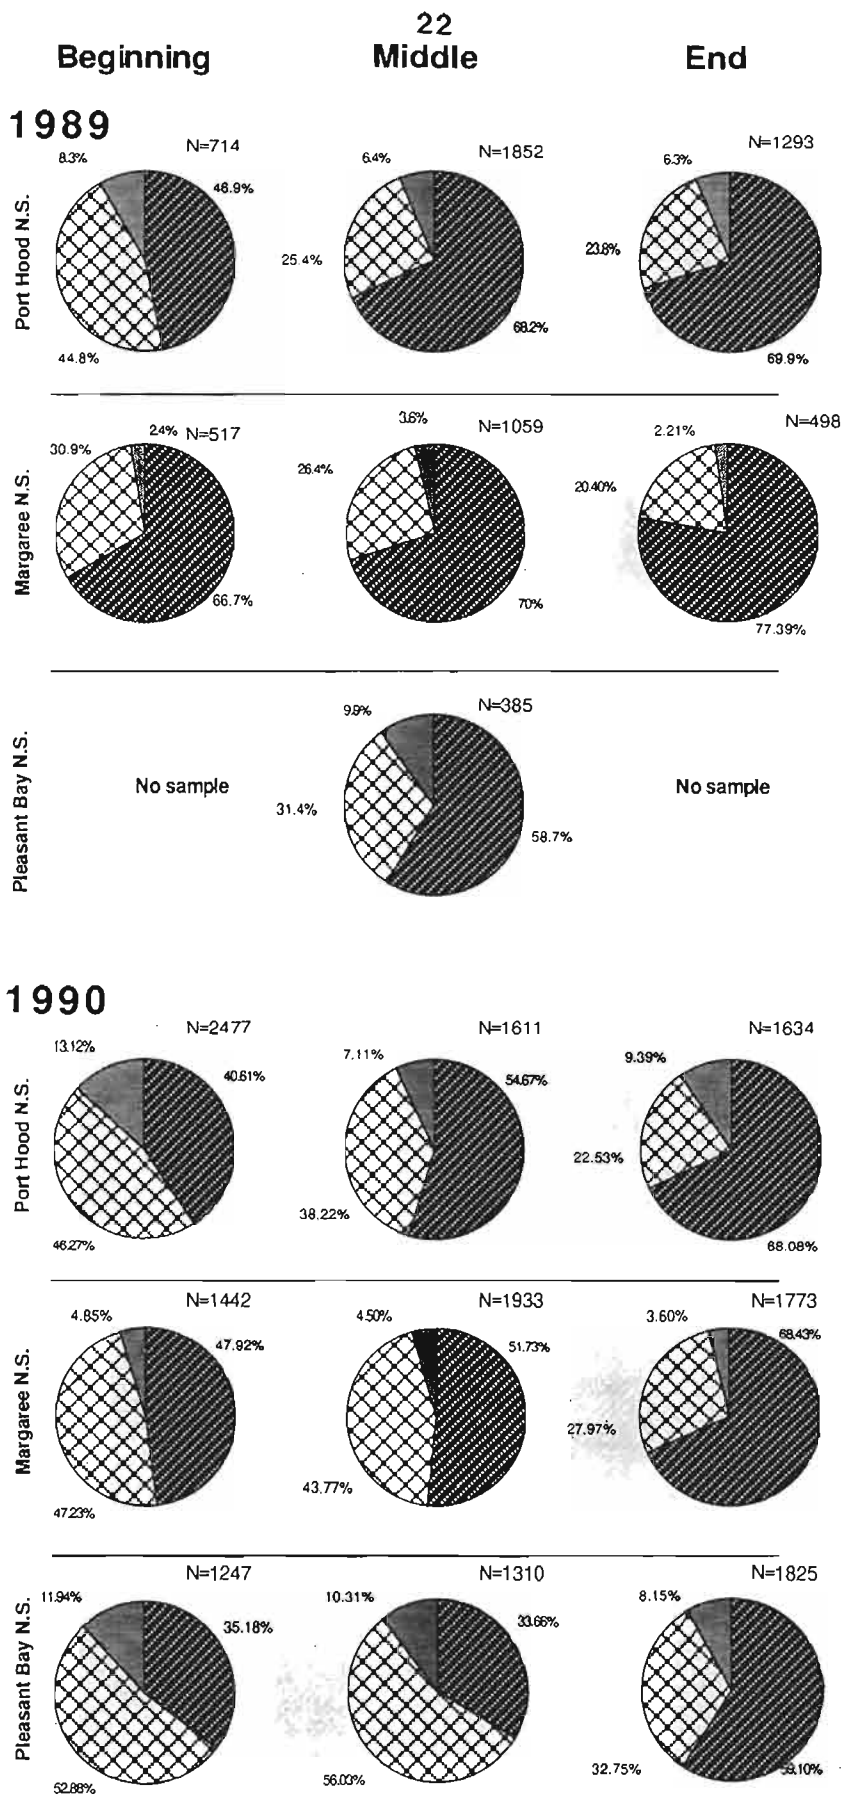 22
Beginning Middle End
1989
Port Hood N.S.
8.3% N=714 46.9% 44.8%
6.4% N=1852 25.4% 68.2%
6.3% N=1293 23.8% 69.9%
Margaree N.S.
30.9% 2.4% N=517 66.7%
3.6% N=1059 26.4% 70%
2.21% N=498 20.40% 77.39%
Pleasant Bay N.S.
No sample
9.9% N=385 31.4% 58.7%
No sample
1990
Port Hood N.S.
13.12% N=2477 40.61% 46.27%
7.11% N=1611 54.67% 38.22%
9.39% N=1634 22.53% 68.08%
Margaree N.S.
4.85% N=1442 47.92% 47.23%
4.50% N=1933 51.73% 43.77%
3.60% N=1773 68.43% 27.97%
Pleasant Bay N.S.
11.94% N=1247 35.18% 52.88%
10.31% N=1310 33.66% 56.03%
8.15% N=1825 32.75% 59.10%